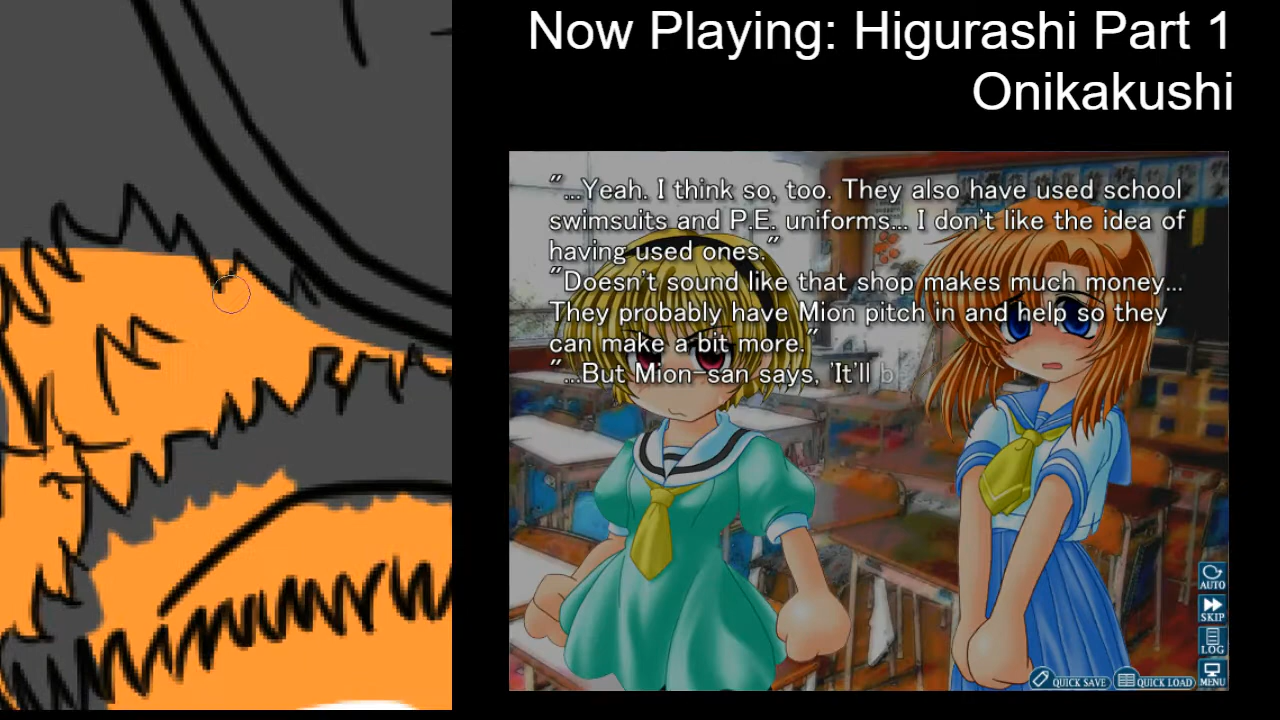 Now Playing: Higurashi Part 1
Onikakushi
"...Yeah. I think so, too. They also have used school
swimsuits and P.E. uniforms... I don't like the idea of
having used ones."
"Doesn't sound like that shop makes much money...
They probably have Mion pitch in and help so they
can make a bit more."
"...But Mion-san says, 'It'll b
AUTO
SKIP
LOG
MENU
QUICK SAVE
QUICK LOAD